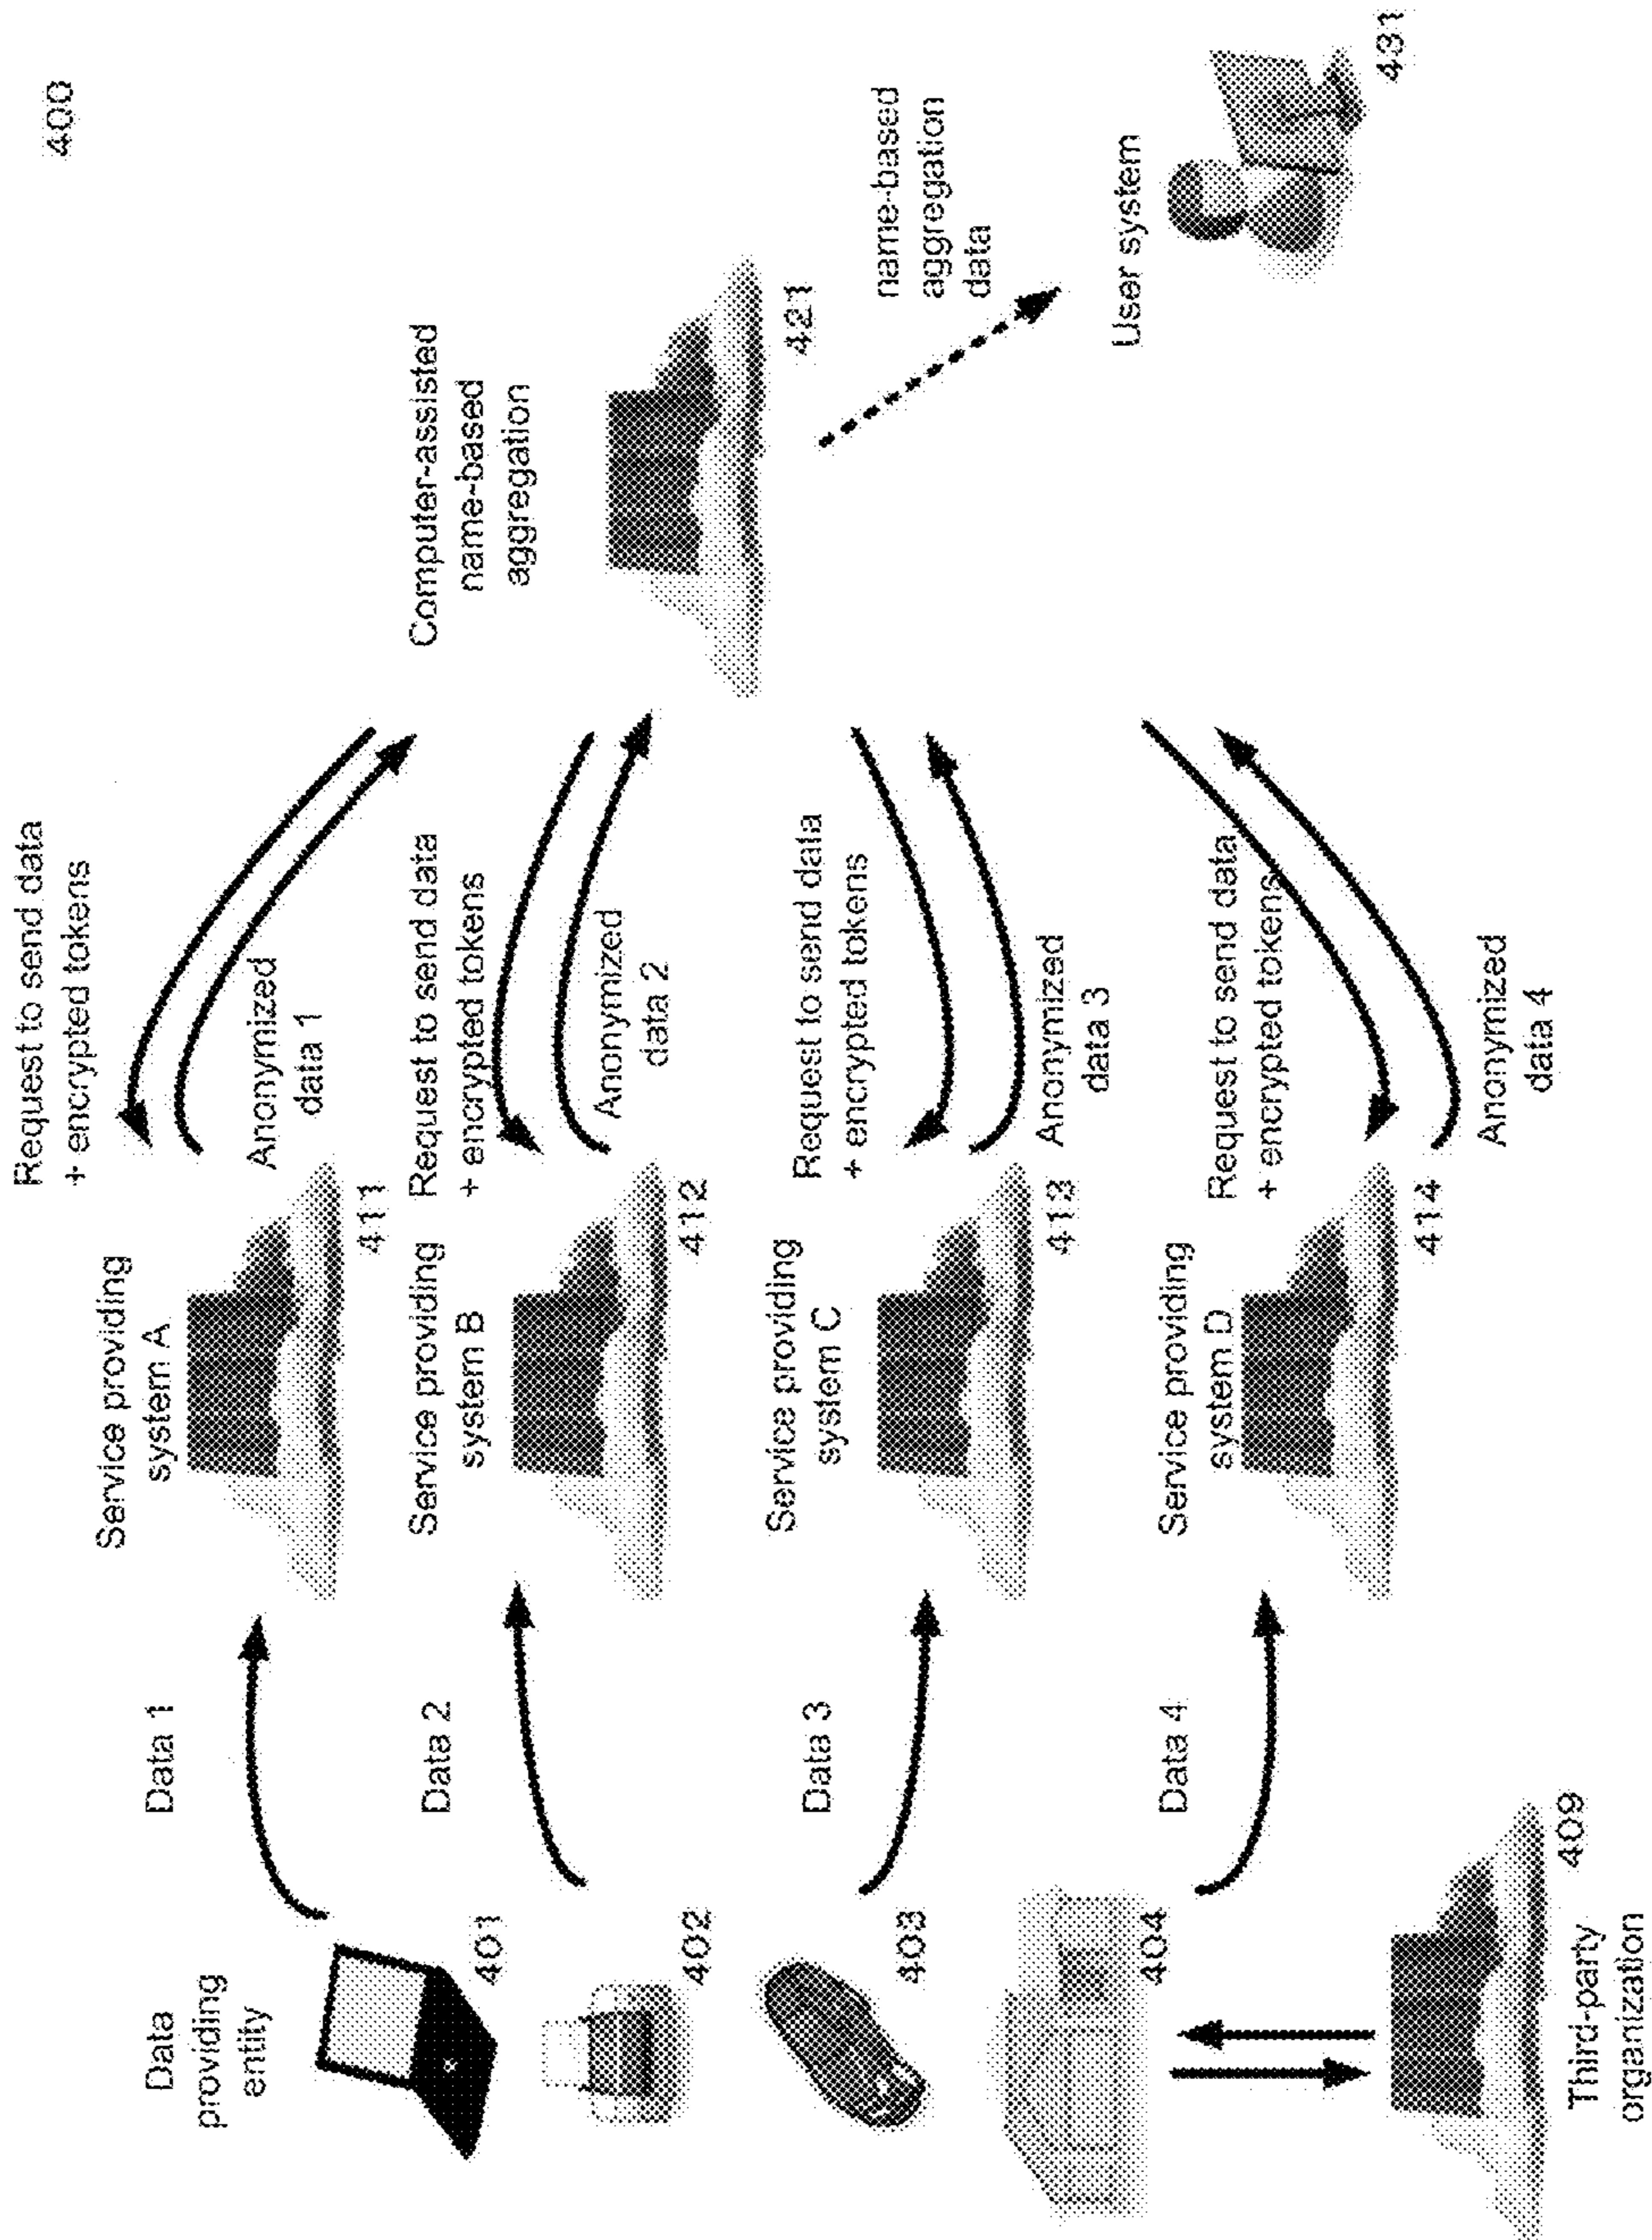 400
Data
providing
entity
401
402
403
404
Third-party
organization
409
Data 1
Data 2
Data 3
Data 4
Service providing
system A
411
Service providing
system B
412
Service providing
system C
413
Service providing
system D
414
Request to send data
+ encrypted tokens
Anonymized
data 1
Request to send data
+ encrypted tokens
Anonymized
data 2
Request to send data
+ encrypted tokens
Anonymized
data 3
Request to send data
+ encrypted tokens
Anonymized
data 4
Computer-assisted
name-based
aggregation
421
name-based
aggregation
data
User system
431